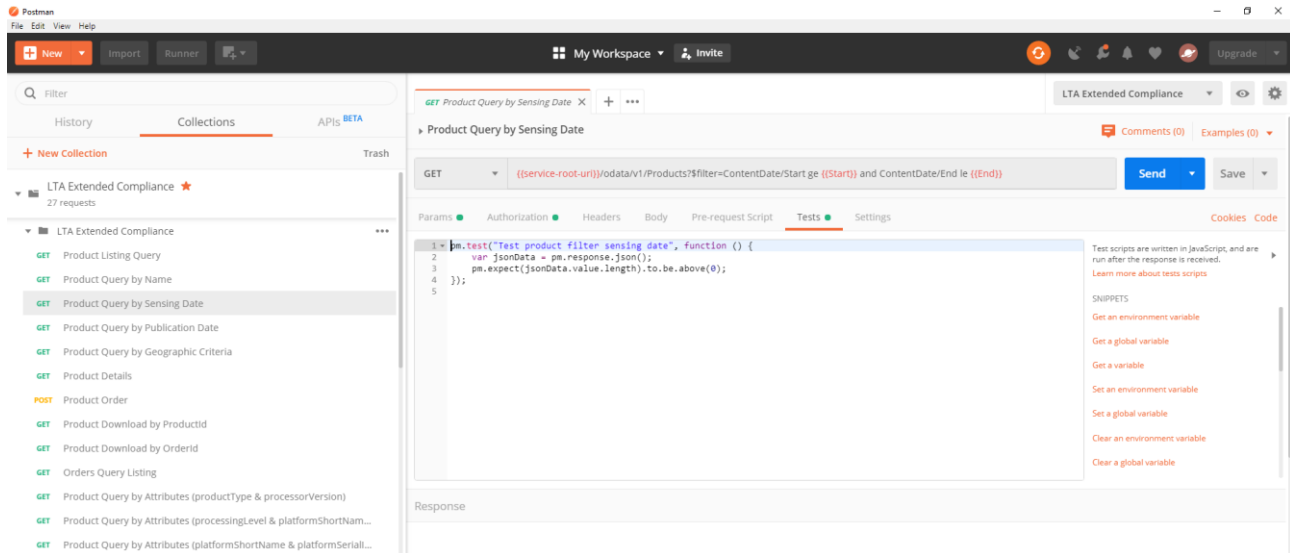 Postman
File Edit View Help
New Import Runner My Workspace Invite Upgrade
Filter
History Collections APIs BETA
+ New Collection Trash
LTA Extended Compliance
27 requests
LTA Extended Compliance
GET Product Listing Query
GET Product Query by Name
GET Product Query by Sensing Date
GET Product Query by Publication Date
GET Product Query by Geographic Criteria
GET Product Details
POST Product Order
GET Product Download by ProductId
GET Product Download by OrderId
GET Orders Query Listing
GET Product Query by Attributes (productType & processorVersion)
GET Product Query by Attributes (processingLevel & platformShortNam...
GET Product Query by Attributes (platformShortName & platformSeriali...
GET Product Query by Sensing Date
LTA Extended Compliance
Product Query by Sensing Date
Comments (0) Examples (0)
GET {{service-root-uri}}/odata/v1/Products?$filter=ContentDate/Start ge {{Start}} and ContentDate/End le {{End}} Send Save
Params Authorization Headers Body Pre-request Script Tests Settings Cookies Code
1 pm.test("Test product filter sensing date", function () {
2 var jsonData = pm.response.json();
3 pm.expect(jsonData.value.length).to.be.above(0);
4 });
5
Test scripts are written in JavaScript, and are
run after the response is received.
Learn more about tests scripts
SNIPPETS
Get an environment variable
Get a global variable
Get a variable
Set an environment variable
Set a global variable
Clear an environment variable
Clear a global variable
Response